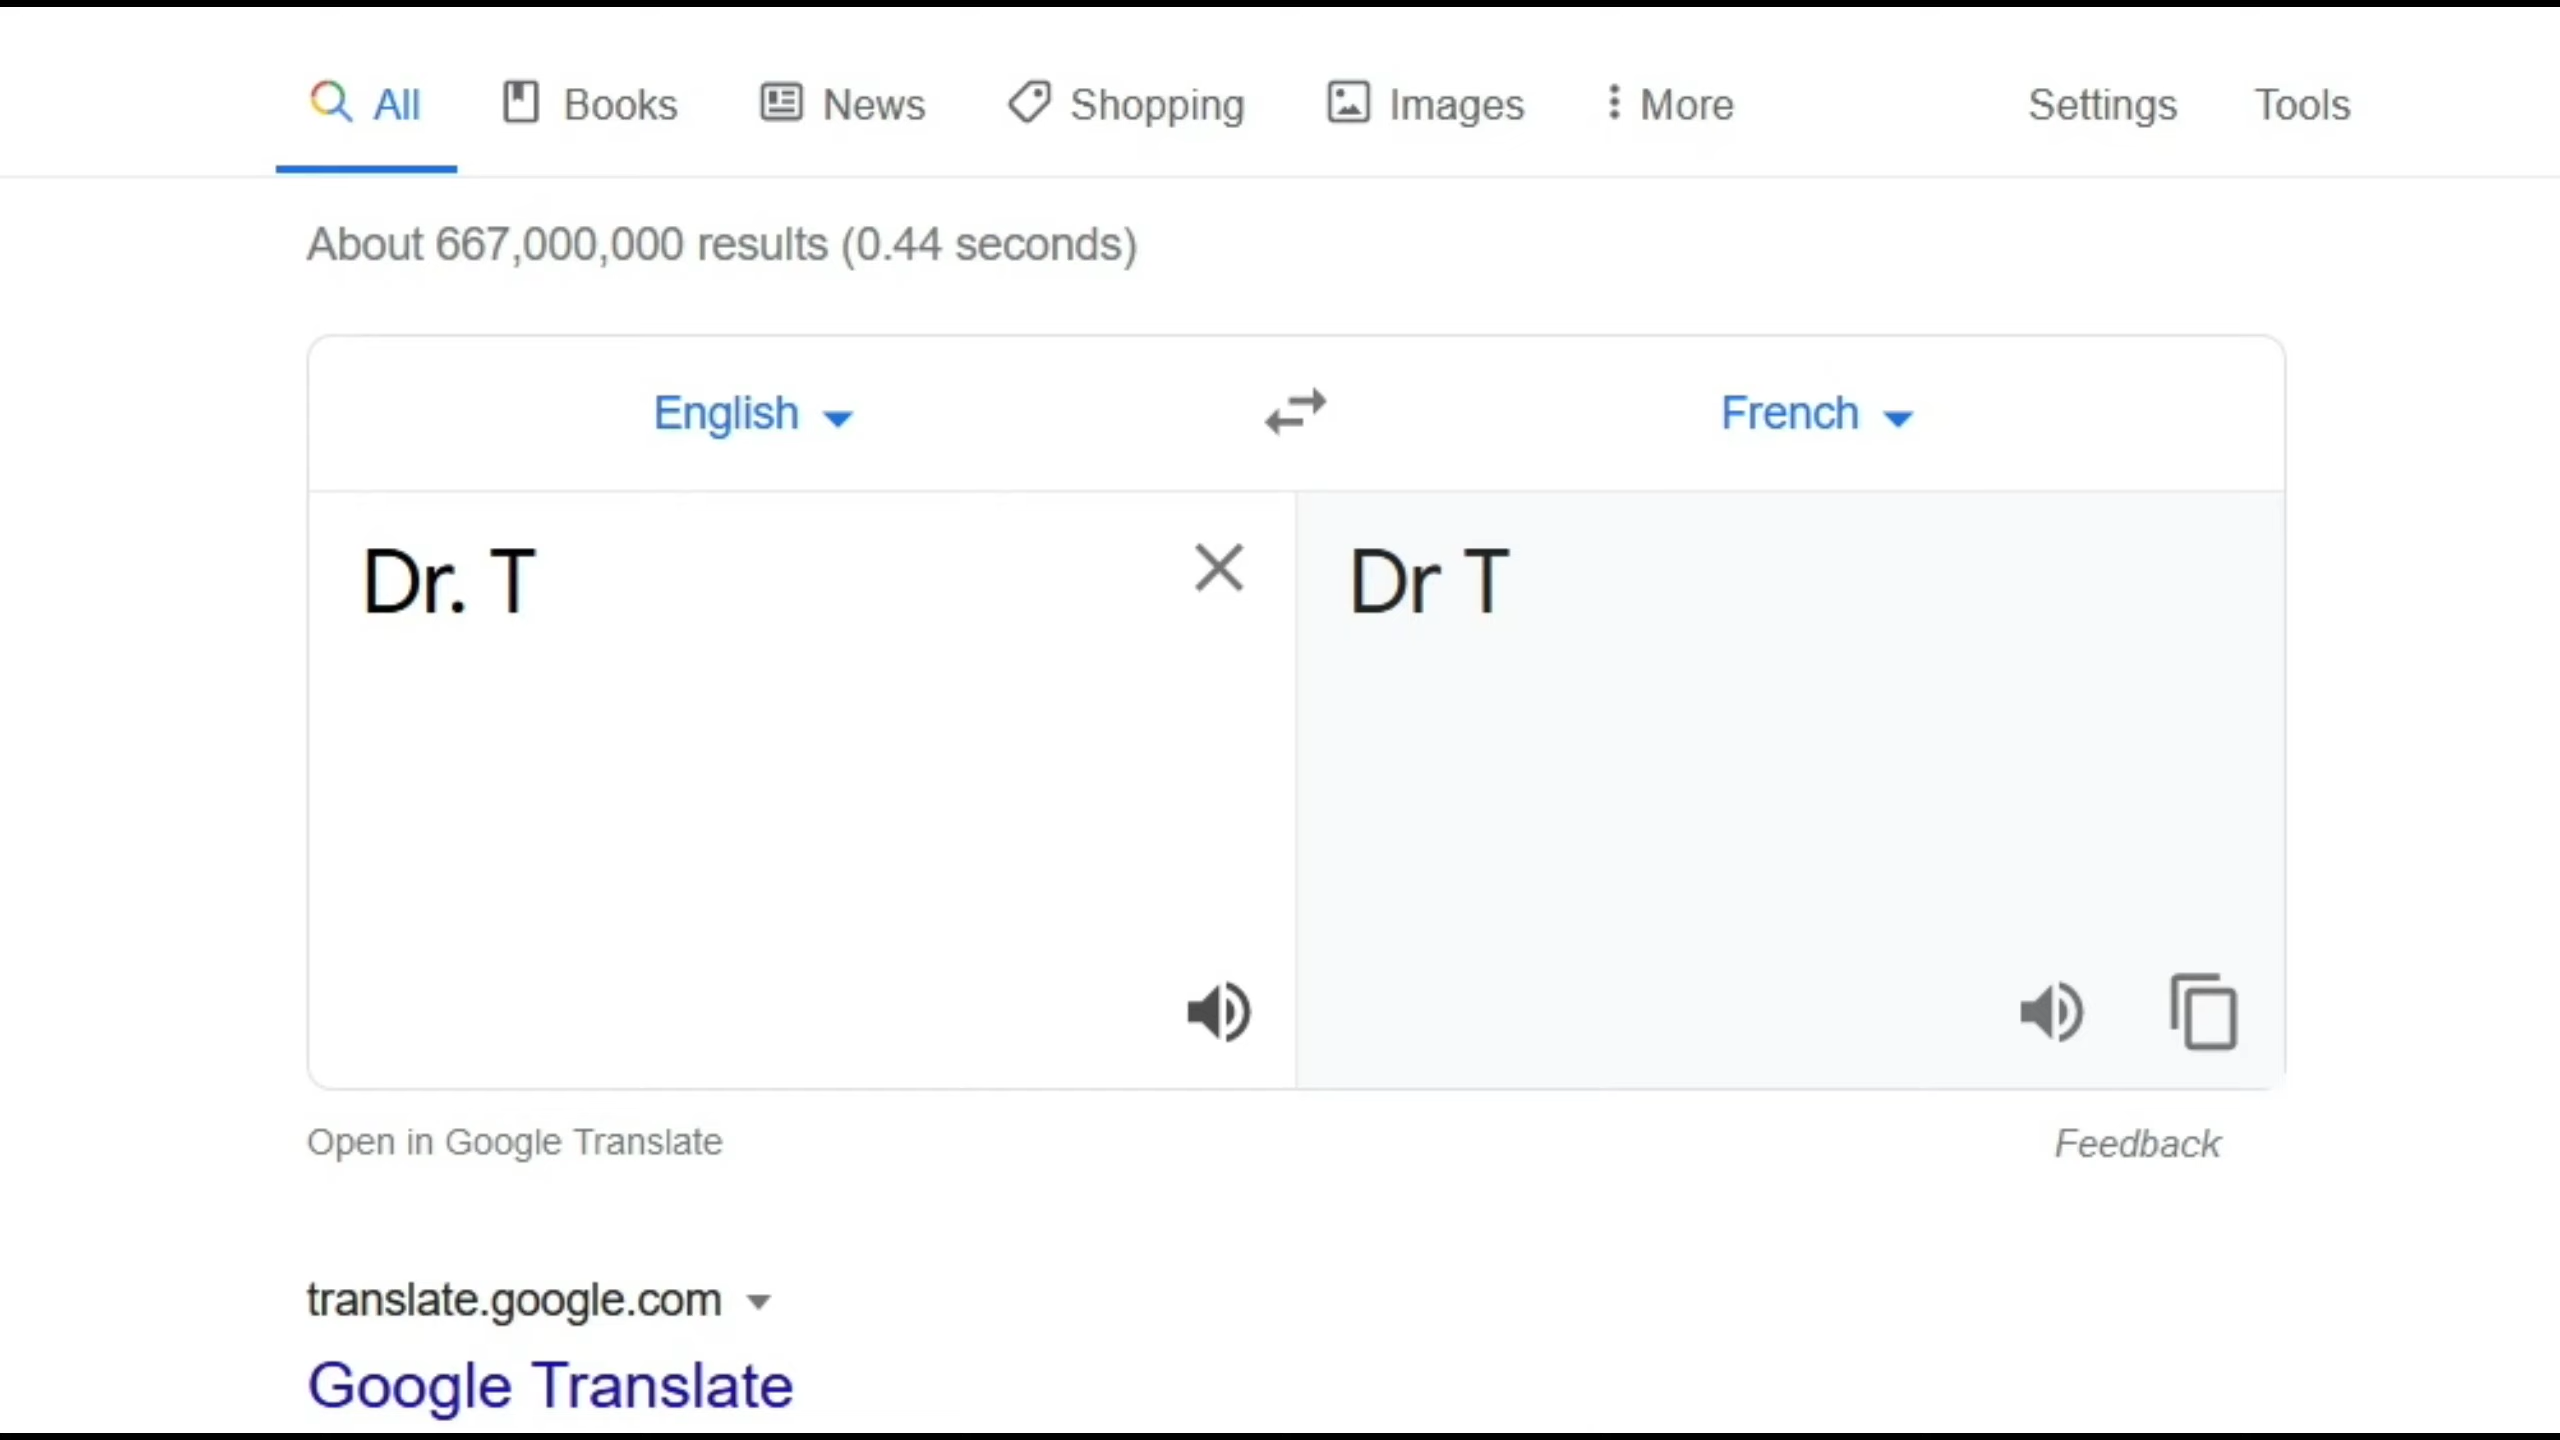 All Books News Shopping Images More Settings Tools
About 667,000,000 results (0.44 seconds)
English French
Dr. T Dr T
Open in Google Translate Feedback
translate.google.com
Google Translate